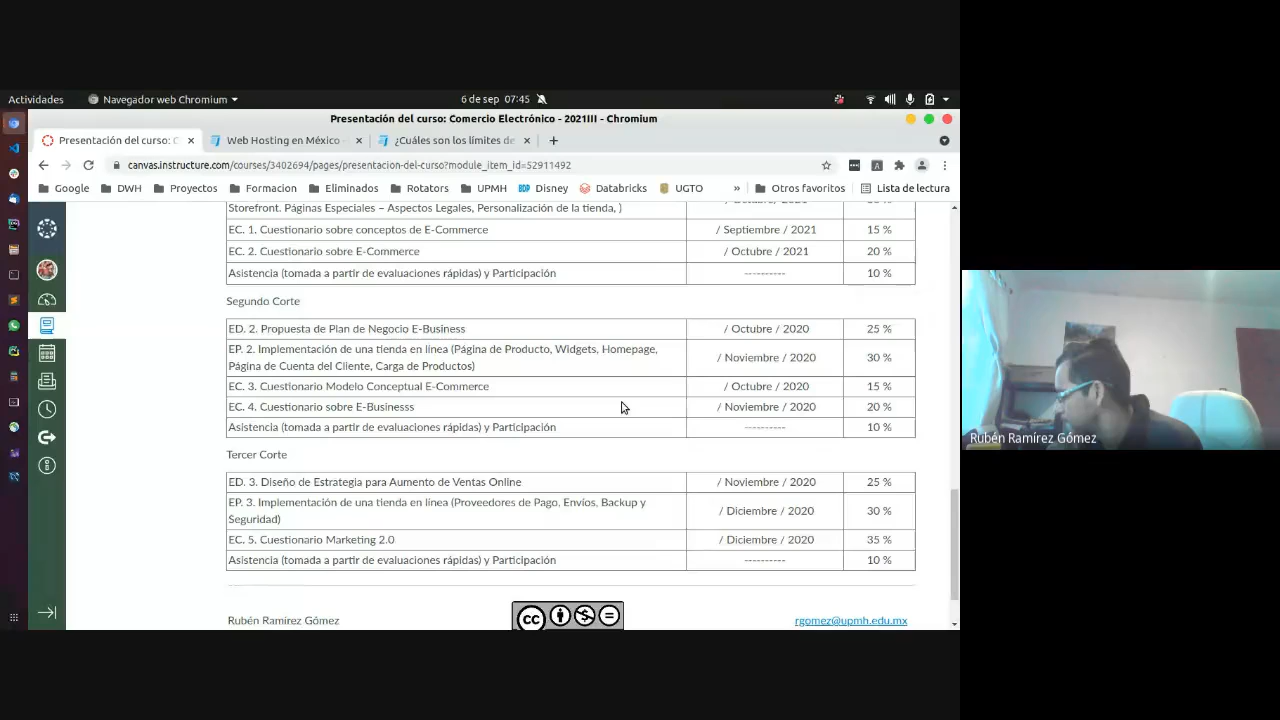 Actividades
Navegador web Chromium
6 de sep 07:45
Presentación del curso: Comercio Electrónico - 2021III - Chromium
Presentación del curso: C
Web Hosting en México
¿Cuáles son los límites de
canvas.instructure.com/courses/3402694/pages/presentacion-del-curso?module_item_id=52911492
Google DWH Proyectos Formacion Eliminados Rotators UPMH Disney Databricks UGTO » Otros favoritos Lista de lectura
Storefront. Páginas Especiales – Aspectos Legales, Personalización de la tienda, )
EC. 1. Cuestionario sobre conceptos de E-Commerce / Septiembre / 2021 15 %
EC. 2. Cuestionario sobre E-Commerce / Octubre / 2021 20 %
Asistencia (tomada a partir de evaluaciones rápidas) y Participación ---------- 10 %
Segundo Corte
ED. 2. Propuesta de Plan de Negocio E-Business / Octubre / 2020 25 %
EP. 2. Implementación de una tienda en línea (Página de Producto, Widgets, Homepage,
Página de Cuenta del Cliente, Carga de Productos) / Noviembre / 2020 30 %
EC. 3. Cuestionario Modelo Conceptual E-Commerce / Octubre / 2020 15 %
EC. 4. Cuestionario sobre E-Businesss / Noviembre / 2020 20 %
Asistencia (tomada a partir de evaluaciones rápidas) y Participación ---------- 10 %
Tercer Corte
ED. 3. Diseño de Estrategia para Aumento de Ventas Online / Noviembre / 2020 25 %
EP. 3. Implementación de una tienda en línea (Proveedores de Pago, Envíos, Backup y
Seguridad) / Diciembre / 2020 30 %
EC. 5. Cuestionario Marketing 2.0 / Diciembre / 2020 35 %
Asistencia (tomada a partir de evaluaciones rápidas) y Participación ---------- 10 %
Rubén Ramírez Gómez
cc
rgomez@upmh.edu.mx
Rubén Ramírez Gómez